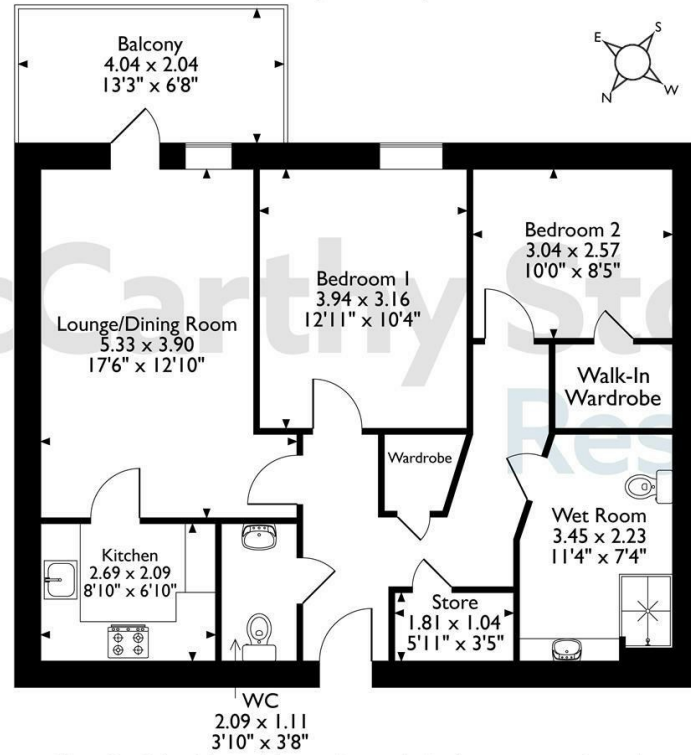 Balcony
4.04 x 2.04
13'3" x 6'8"
E
S
N
W
Bedroom 2
3.04 x 2.57
10'0" x 8'5"
Bedroom 1
3.94 x 3.16
12'11" x 10'4"
Lounge/Dining Room
5.33 x 3.90
17'6" x 12'10"
Walk-In
Wardrobe
Wardrobe
Wet Room
3.45 x 2.23
11'4" x 7'4"
Kitchen
2.69 x 2.09
8'10" x 6'10"
Store
1.81 x 1.04
5'11" x 3'5"
WC
2.09 x 1.11
3'10" x 3'8"
cCarthy Sto
Res